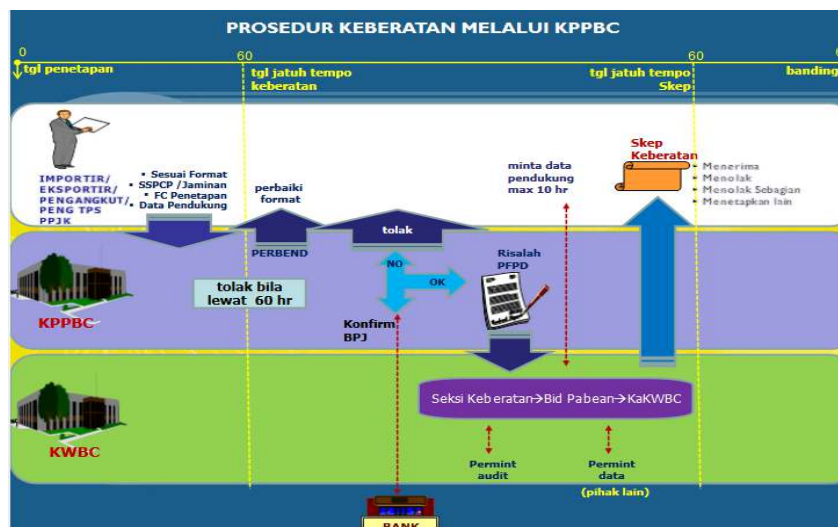 PROSEDUR KEBERATAN MELALUI KPPBC
0
60
60
6
tgl penetapan
tgl jatuh tempo
keberatan
tgl jatuh tempo
Skep
banding
IMPORTIR/
EKSPORTIR/
PENGANGKUT/
PENG TPS
PPJK
▪ Sesuai Format
▪ SSPCP /Jaminan
▪ FC Penetapan
▪ Data Pendukung
perbaiki
format
PERBEND
tolak
minta data
pendukung
max 10 hr
Skep
Keberatan
▪ Menerima
▪ Menolak
▪ Menolak Sebagian
▪ Menetapkan lain
KPPBC
tolak bila
lewat 60 hr
NO
OK
Konfirm
BPJ
Risalah
PFPD
KWBC
Seksi Keberatan→Bid Pabean→KaKWBC
Permint
audit
Permint
data
(pihak lain)
BANK